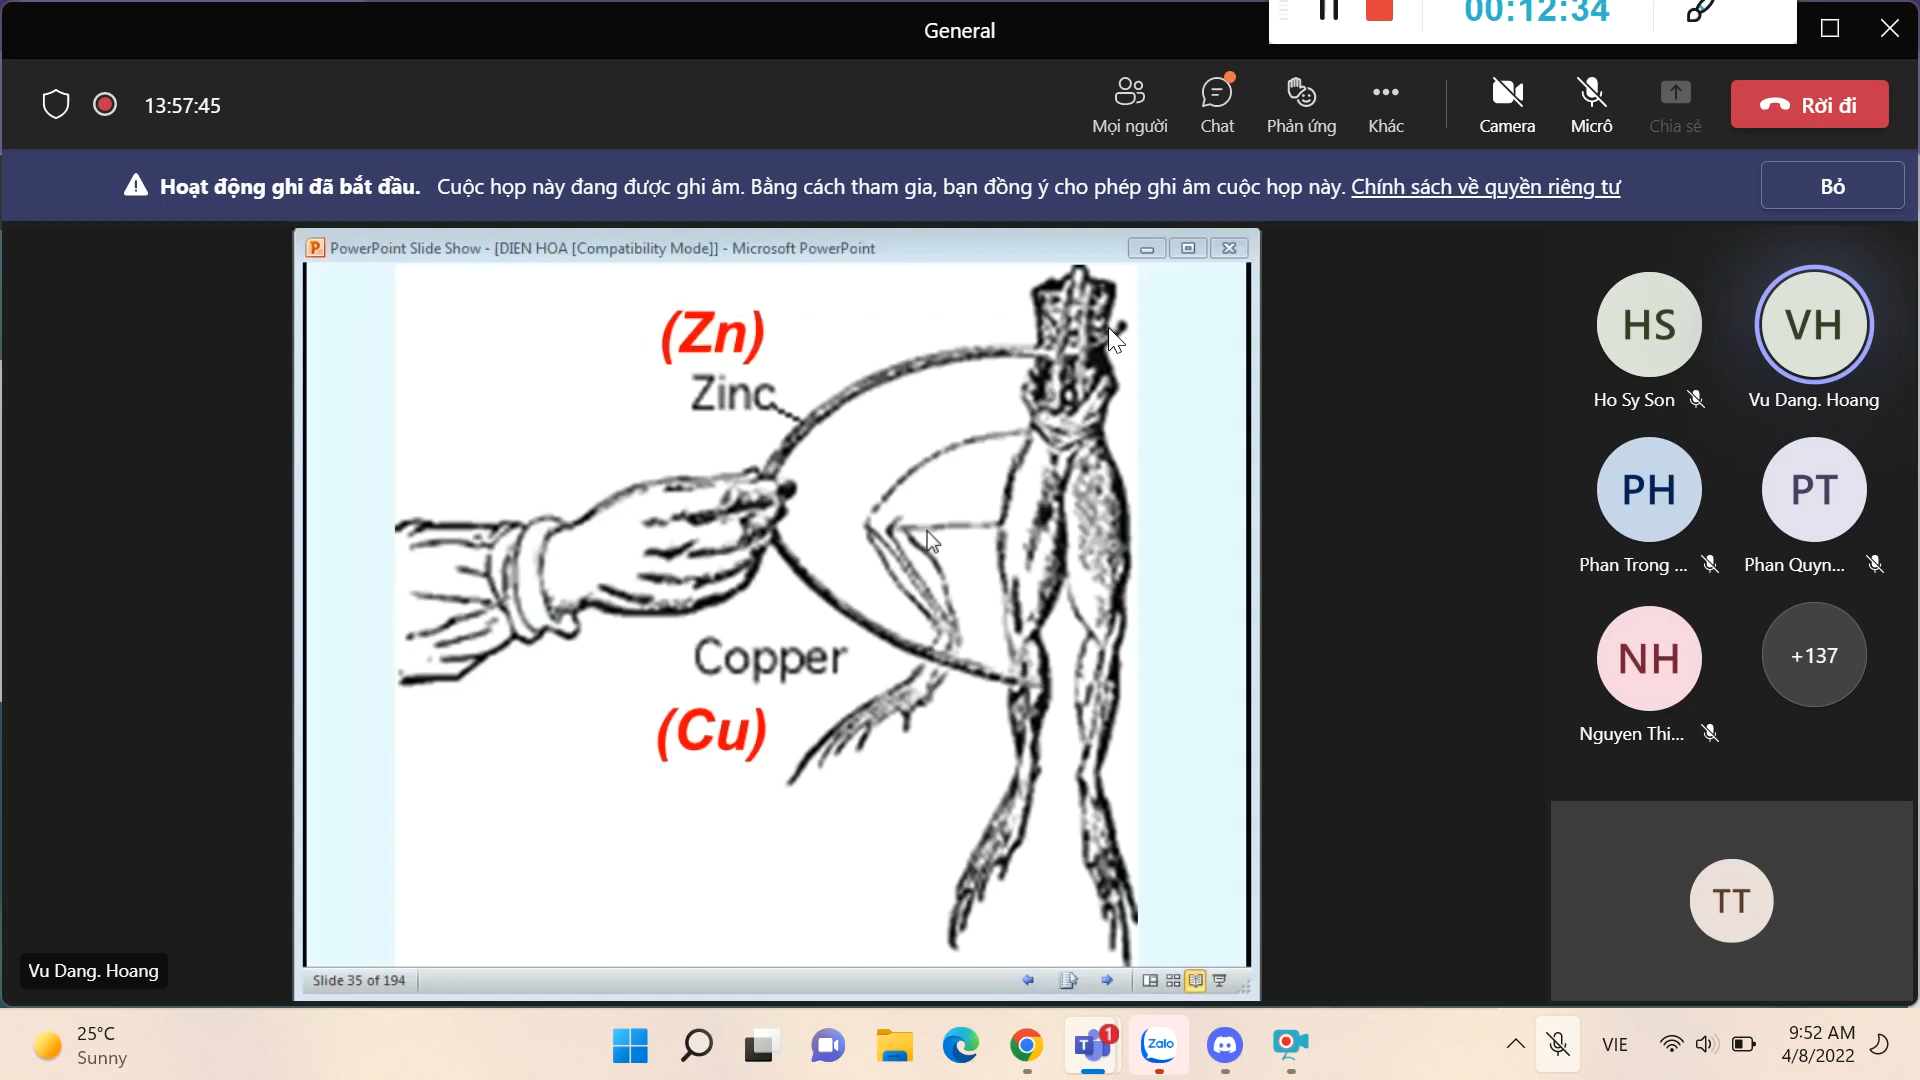 General
00:12:34
13:57:45
Mọi người
Chat
Phản ứng
Khác
Camera
Micrô
Chia sẻ
Rời đi
Hoạt động ghi đã bắt đầu. Cuộc họp này đang được ghi âm. Bằng cách tham gia, bạn đồng ý cho phép ghi âm cuộc họp này. Chính sách về quyền riêng tư
Bỏ
PowerPoint Slide Show - [DIEN HOA [Compatibility Mode]] - Microsoft PowerPoint
(Zn)
Zinc
Copper
(Cu)
Slide 35 of 194
Vu Dang. Hoang
HS
Ho Sy Son
VH
Vu Dang. Hoang
PH
Phan Trong ...
PT
Phan Quyn...
NH
Nguyen Thi...
+137
TT
25°C
Sunny
1
Zalo
VIE
9:52 AM
4/8/2022